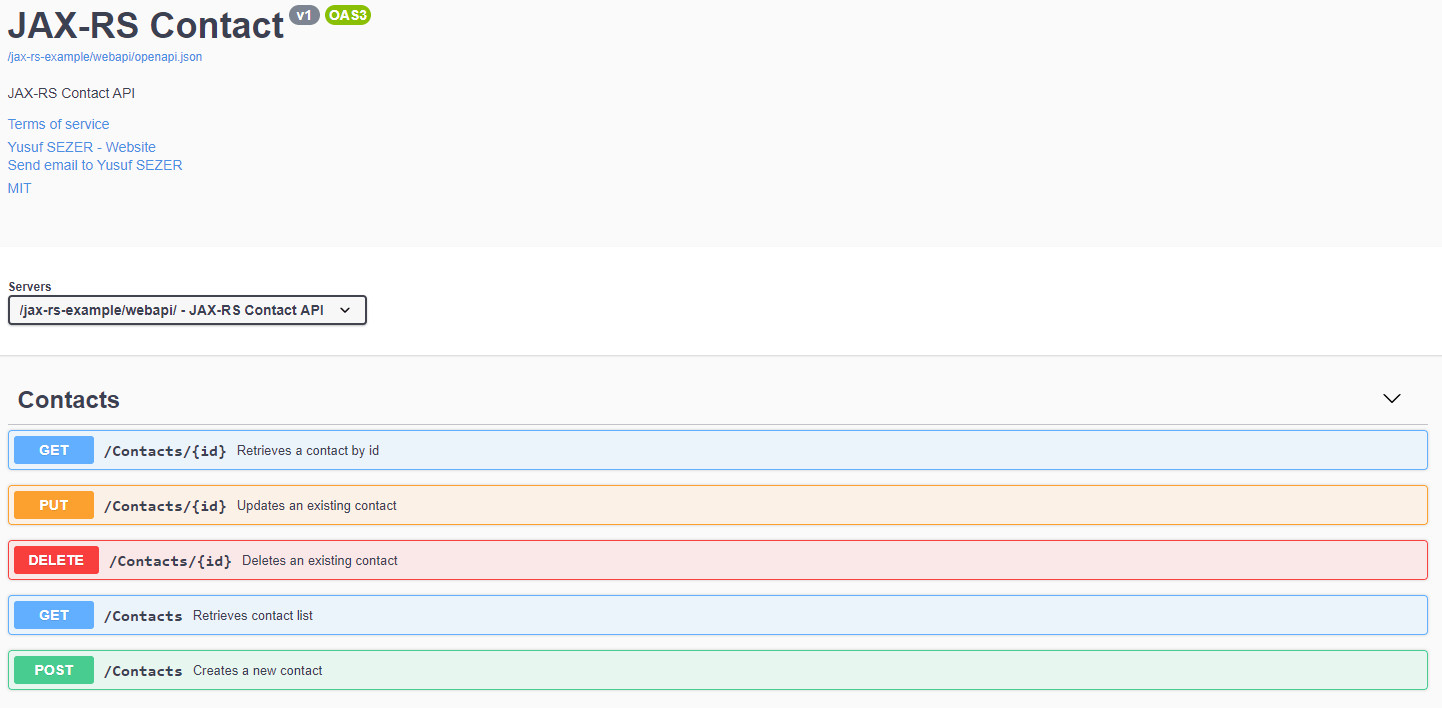 JAX-RS Contact v1 OAS3
/jax-rs-example/webapi/openapi.json
JAX-RS Contact API
Terms of service
Yusuf SEZER - Website
Send email to Yusuf SEZER
MIT
Servers
/jax-rs-example/webapi/ - JAX-RS Contact API
Contacts
GET /Contacts/{id} Retrieves a contact by id
PUT /Contacts/{id} Updates an existing contact
DELETE /Contacts/{id} Deletes an existing contact
GET /Contacts Retrieves contact list
POST /Contacts Creates a new contact